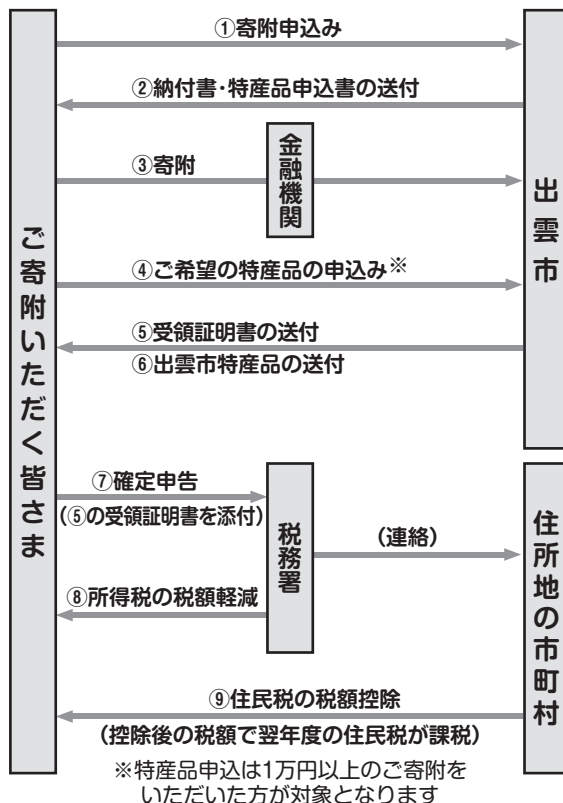 ①寄附申込み
②納付書・特産品申込書の送付
③寄附
金融機関
④ご希望の特産品の申込み※
⑤受領証明書の送付
⑥出雲市特産品の送付
ご寄附いただく皆さま
出雲市
⑦確定申告
(⑤の受領証明書を添付)
税務署
(連絡)
⑧所得税の税額軽減
住所地の市町村
⑨住民税の税額控除
(控除後の税額で翌年度の住民税が課税)
※特産品申込は1万円以上のご寄附を
いただいた方が対象となります